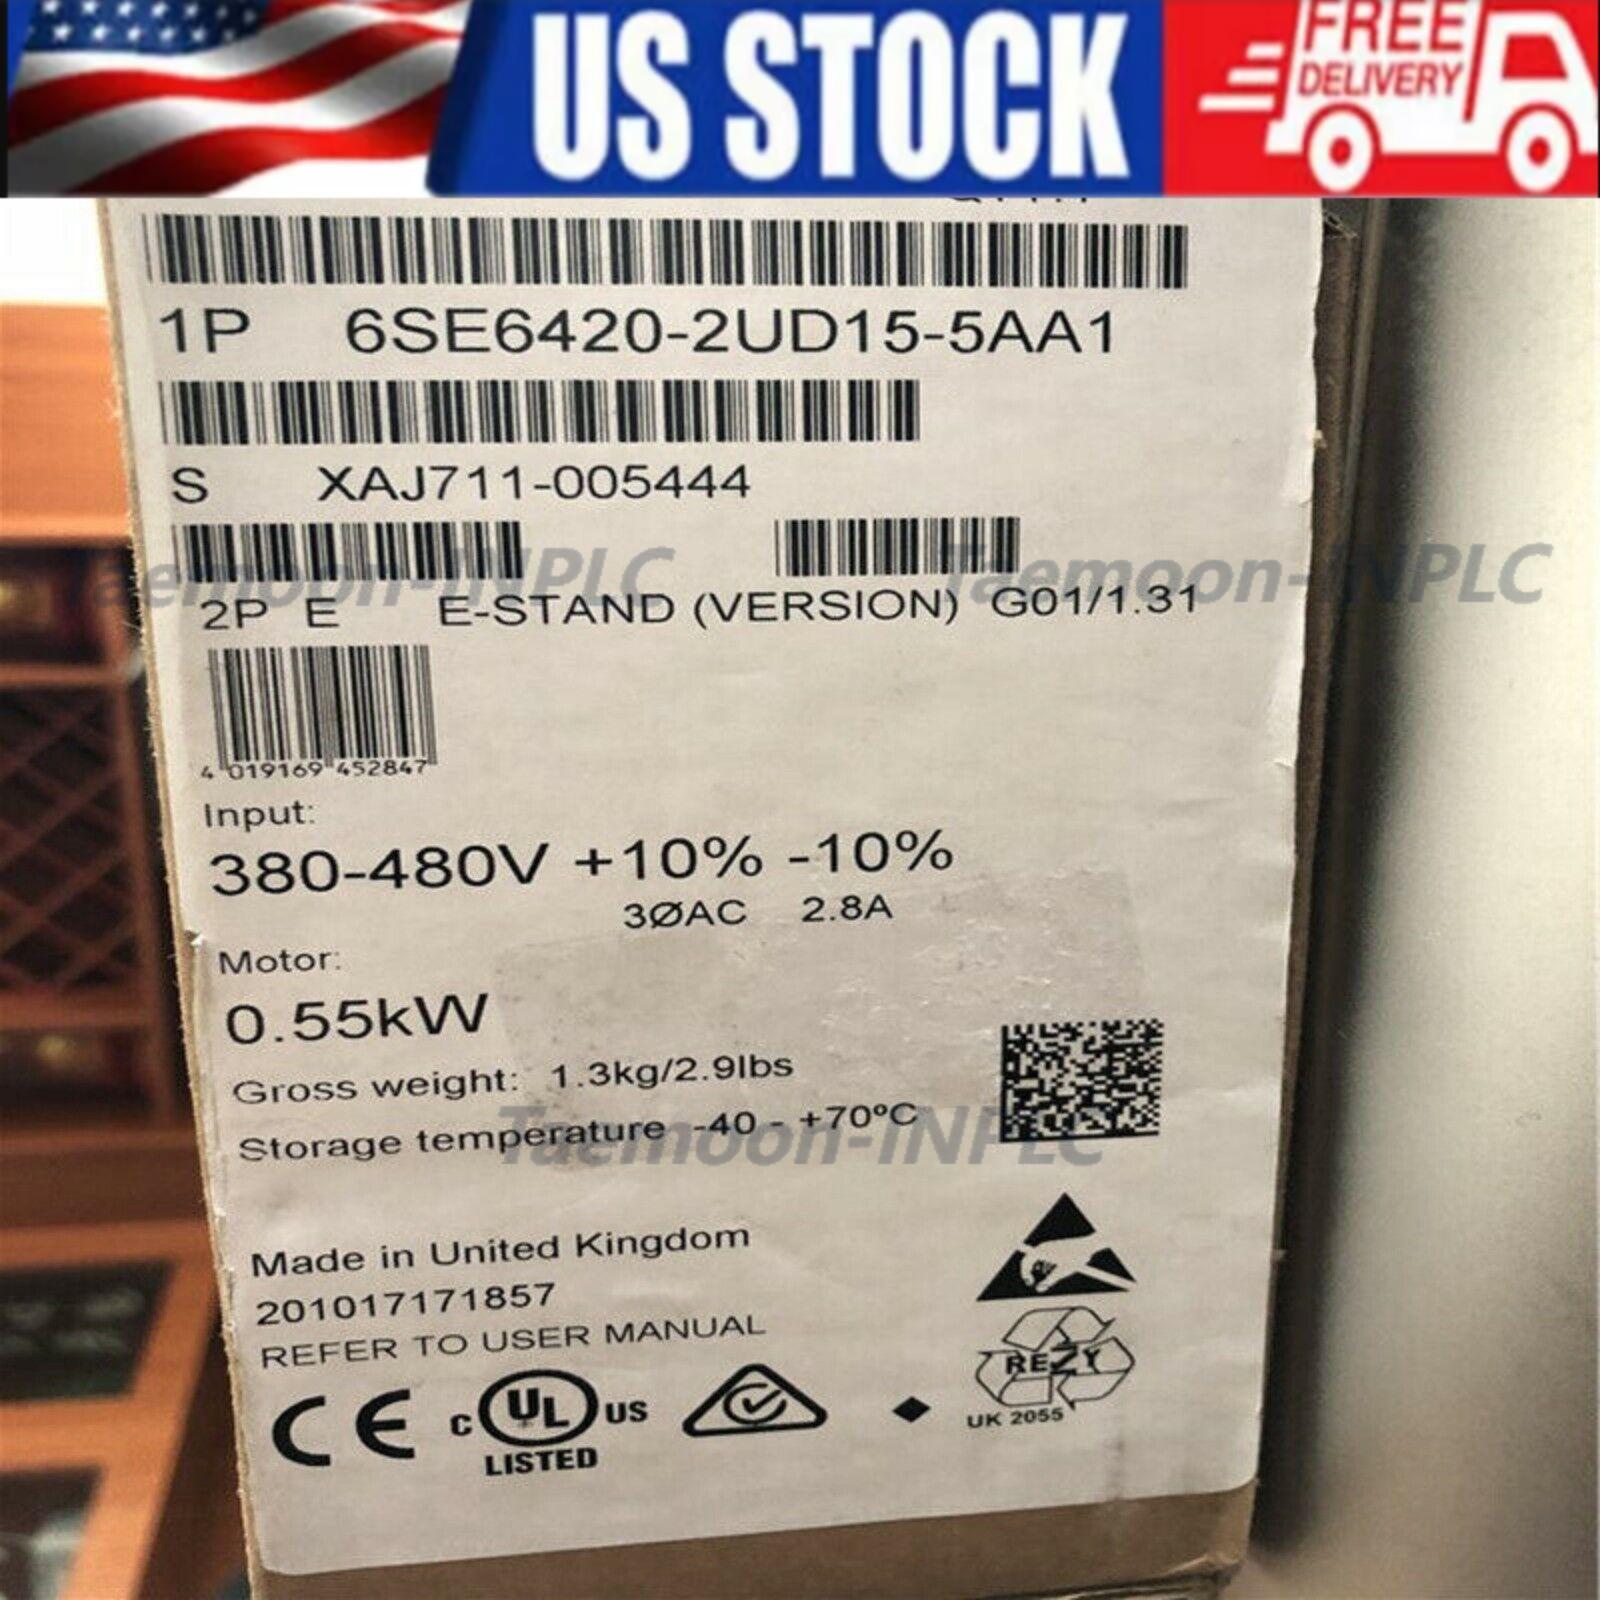 US STOCK
FREE
DELIVERY
1P 6SE6420-2UD15-5AA1
S XAJ711-005444
Taemoon-INPLC
Taemoon-INPLC
2P E E-STAND (VERSION) G01/1.31
4 019169 452847
Input:
380-480V +10% -10%
3ØAC 2.8A
Motor:
0.55kW
Gross weight: 1.3kg/2.9lbs
Storage temperature -40 - +70ºC
Taemoon-INPLC
Made in United Kingdom
201017171857
REFER TO USER MANUAL
CE
C UL US
LISTED
REZY
UK 2055